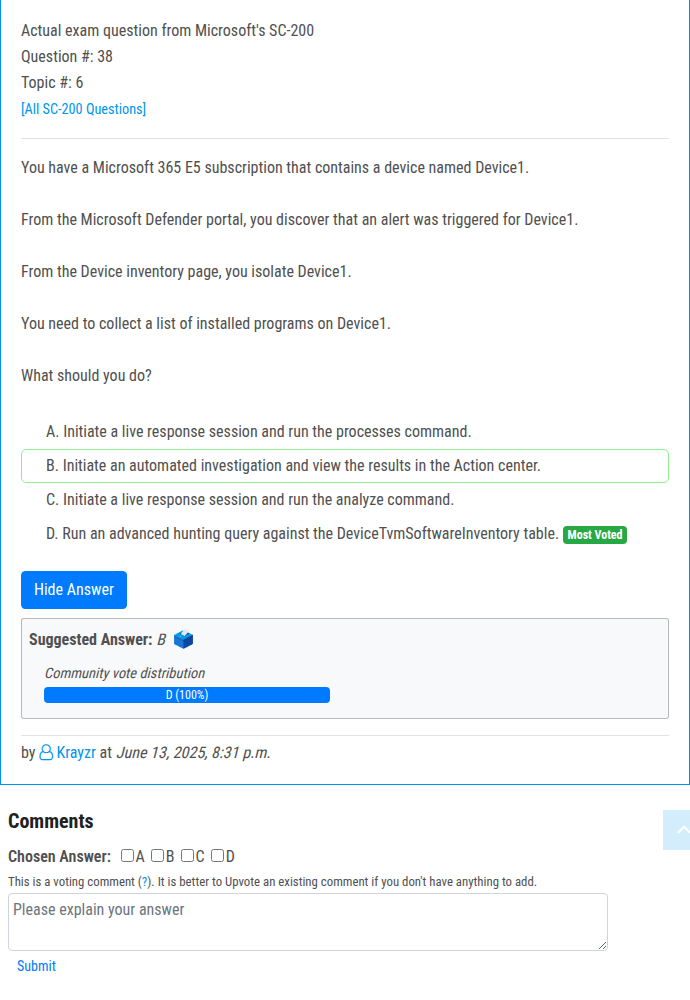 Actual exam question from Microsoft's SC-200
Question #: 38
Topic #: 6
[All SC-200 Questions]
You have a Microsoft 365 E5 subscription that contains a device named Device1.
From the Microsoft Defender portal, you discover that an alert was triggered for Device1.
From the Device inventory page, you isolate Device1.
You need to collect a list of installed programs on Device1.
What should you do?
A. Initiate a live response session and run the processes command.
B. Initiate an automated investigation and view the results in the Action center.
C. Initiate a live response session and run the analyze command.
D. Run an advanced hunting query against the DeviceTvmSoftwareInventory table. Most Voted
Hide Answer
Suggested Answer: B
Community vote distribution
D (100%)
by Krayzr at June 13, 2025, 8:31 p.m.
Comments
Chosen Answer: A B C D
This is a voting comment (?). It is better to Upvote an existing comment if you don't have anything to add.
Please explain your answer
Submit